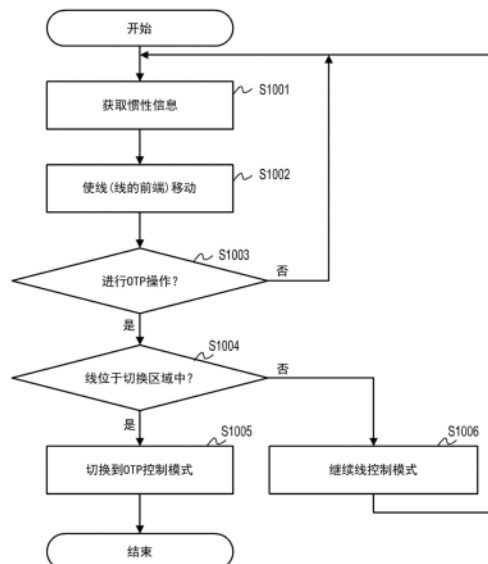 开始
获取惯性信息
S1001
使线(线的前端)移动
S1002
进行OTP操作?
S1003
否
是
线位于切换区域中?
S1004
否
是
切换到OTP控制模式
S1005
继续线控制模式
S1006
结束